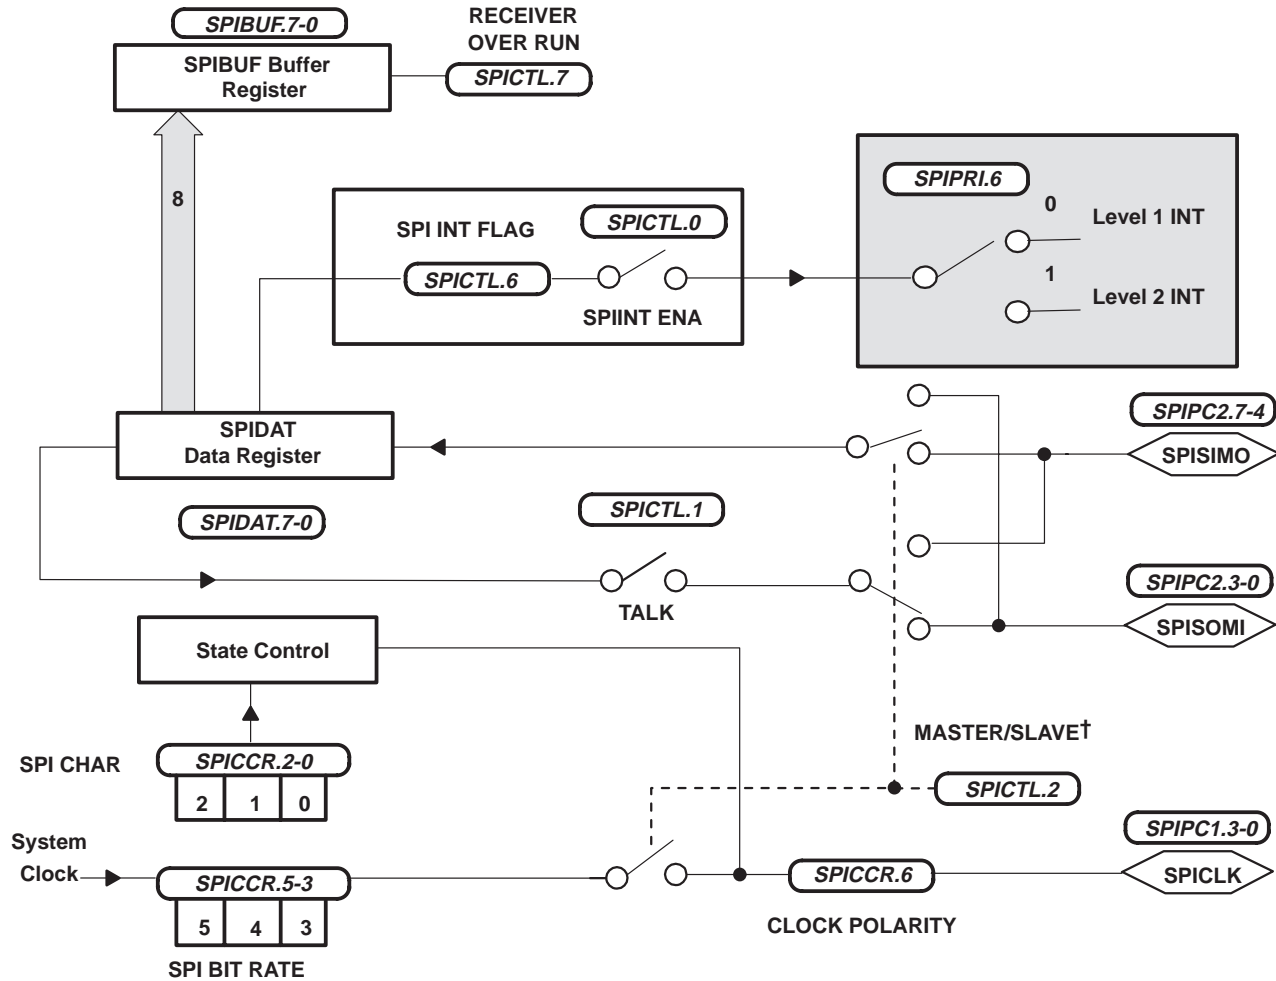 SPIBUF.7-0
SPIBUF Buffer
Register
RECEIVER
OVER RUN
SPICTL.7
8
SPI INT FLAG
SPICTL.6
SPICTL.0
SPIINT ENA
SPIPRI.6
0
Level 1 INT
1
Level 2 INT
SPIDAT
Data Register
SPIDAT.7-0
SPICTL.1
TALK
SPIPC2.7-4
SPISIMO
SPIPC2.3-0
SPISOMI
State Control
MASTER/SLAVE†
SPI CHAR
SPICCR.2-0
2 1 0
SPICTL.2
System
Clock
SPICCR.5-3
5 4 3
SPI BIT RATE
SPICCR.6
CLOCK POLARITY
SPIPC1.3-0
SPICLK